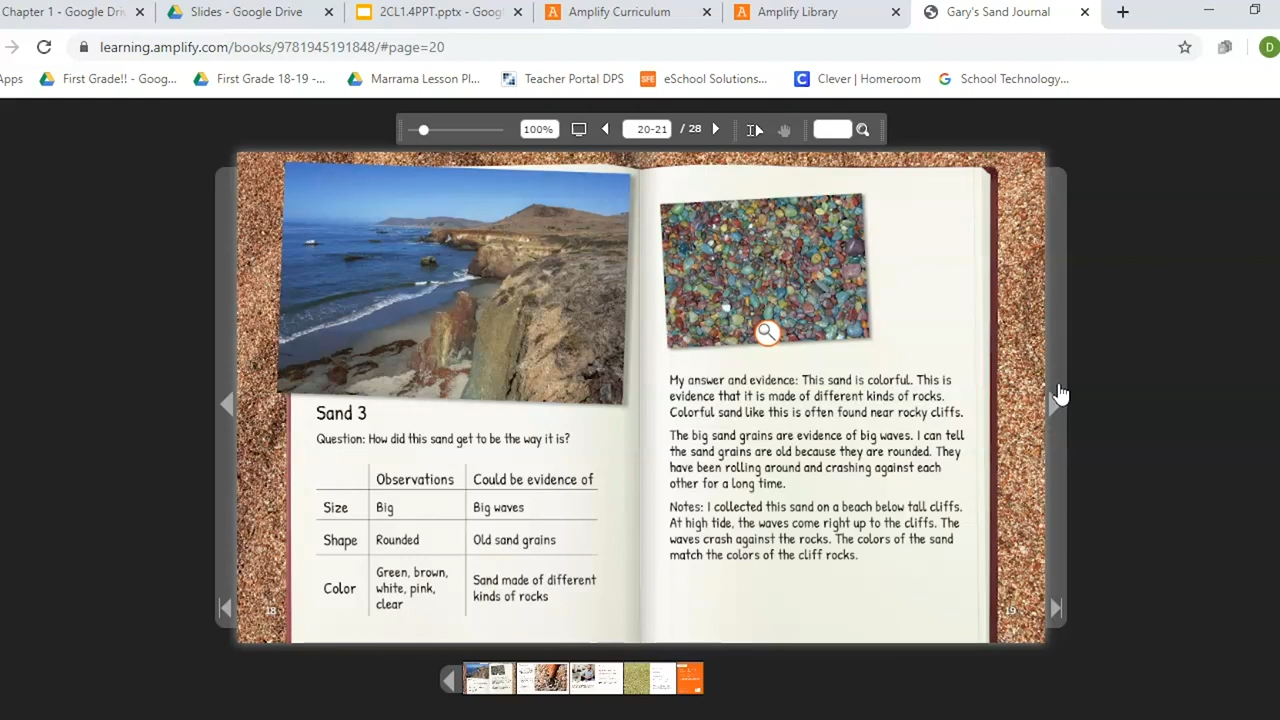 Chapter 1 - Google Dri
Slides - Google Drive
2CL1.4PPT.pptx - Goog
Amplify Curriculum
Amplify Library
Gary's Sand Journal
learning.amplify.com/books/9781945191848/#page=20
D
Apps
First Grade!! - Goog...
First Grade 18-19 -...
Marrama Lesson Pl...
Teacher Portal DPS
SFE eSchool Solutions...
C Clever | Homeroom
G School Technology...
100%
20-21 / 28
Sand 3
Question: How did this sand get to be the way it is?
Observations Could be evidence of
Size Big Big waves
Shape Rounded Old sand grains
Color Green, brown, white, pink, clear Sand made of different kinds of rocks
18
My answer and evidence: This sand is colorful. This is
evidence that it is made of different kinds of rocks.
Colorful sand like this is often found near rocky cliffs.
The big sand grains are evidence of big waves. I can tell
the sand grains are old because they are rounded. They
have been rolling around and crashing against each
other for a long time.
Notes: I collected this sand on a beach below tall cliffs.
At high tide, the waves come right up to the cliffs. The
waves crash against the rocks. The colors of the sand
match the colors of the cliff rocks.
19